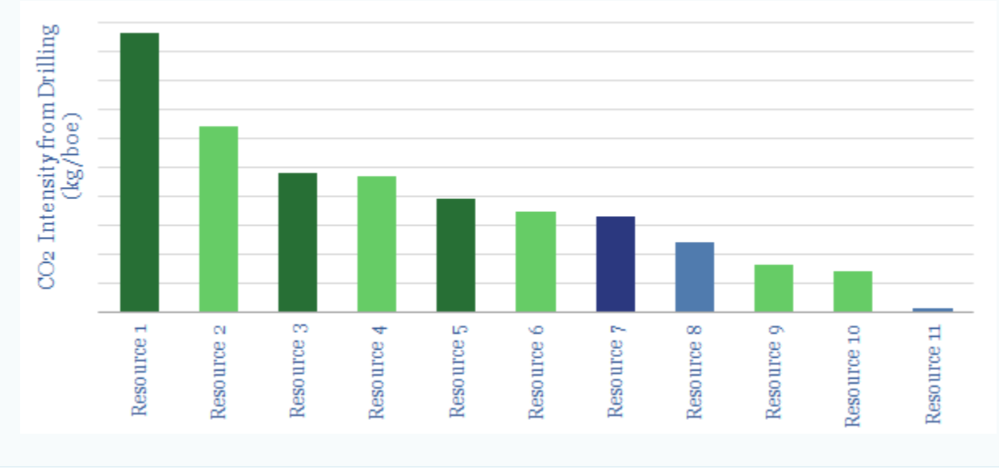 CO2 Intensity from Drilling
(kg/boe)
Resource 1
Resource 2
Resource 3
Resource 4
Resource 5
Resource 6
Resource 7
Resource 8
Resource 9
Resource 10
Resource 11